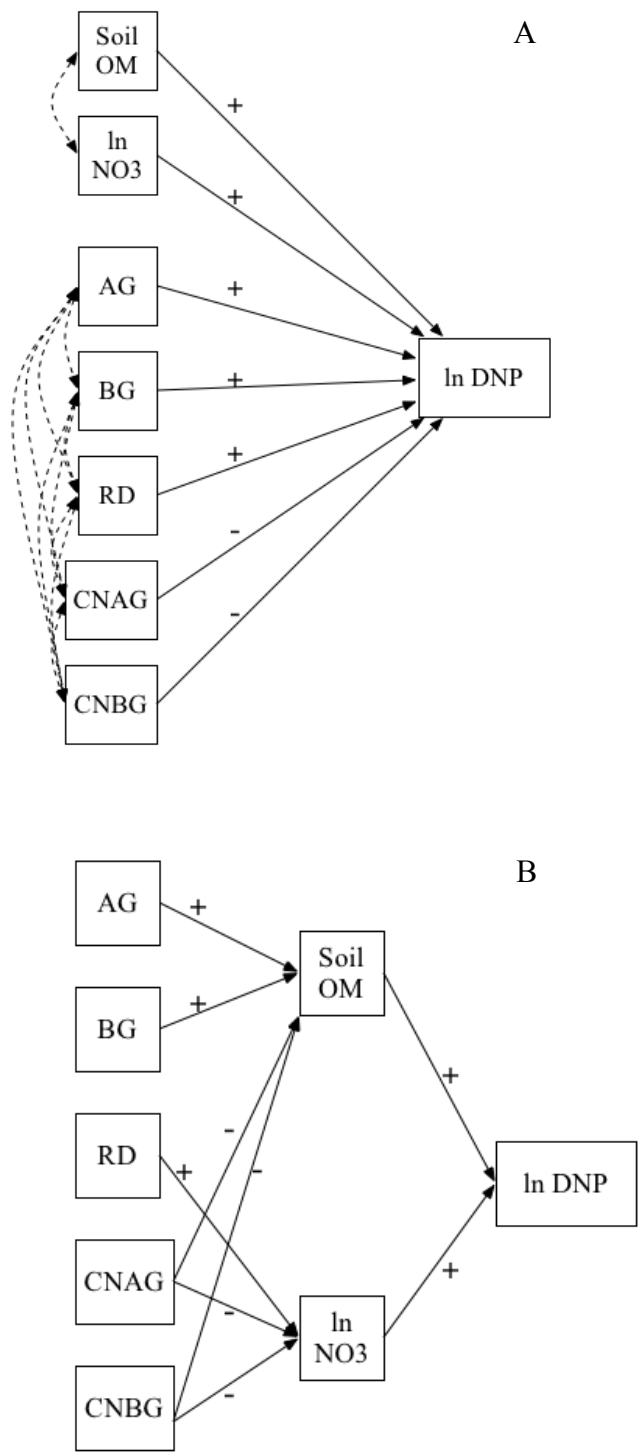 A
Soil
OM
+
ln
NO3
+
AG
+
BG
+
ln DNP
RD
+
CNAG
-
CNBG
-
B
AG
+
Soil
OM
BG
+
+
RD
-
+
-
ln DNP
CNAG
-
ln
NO3
+
CNBG
-